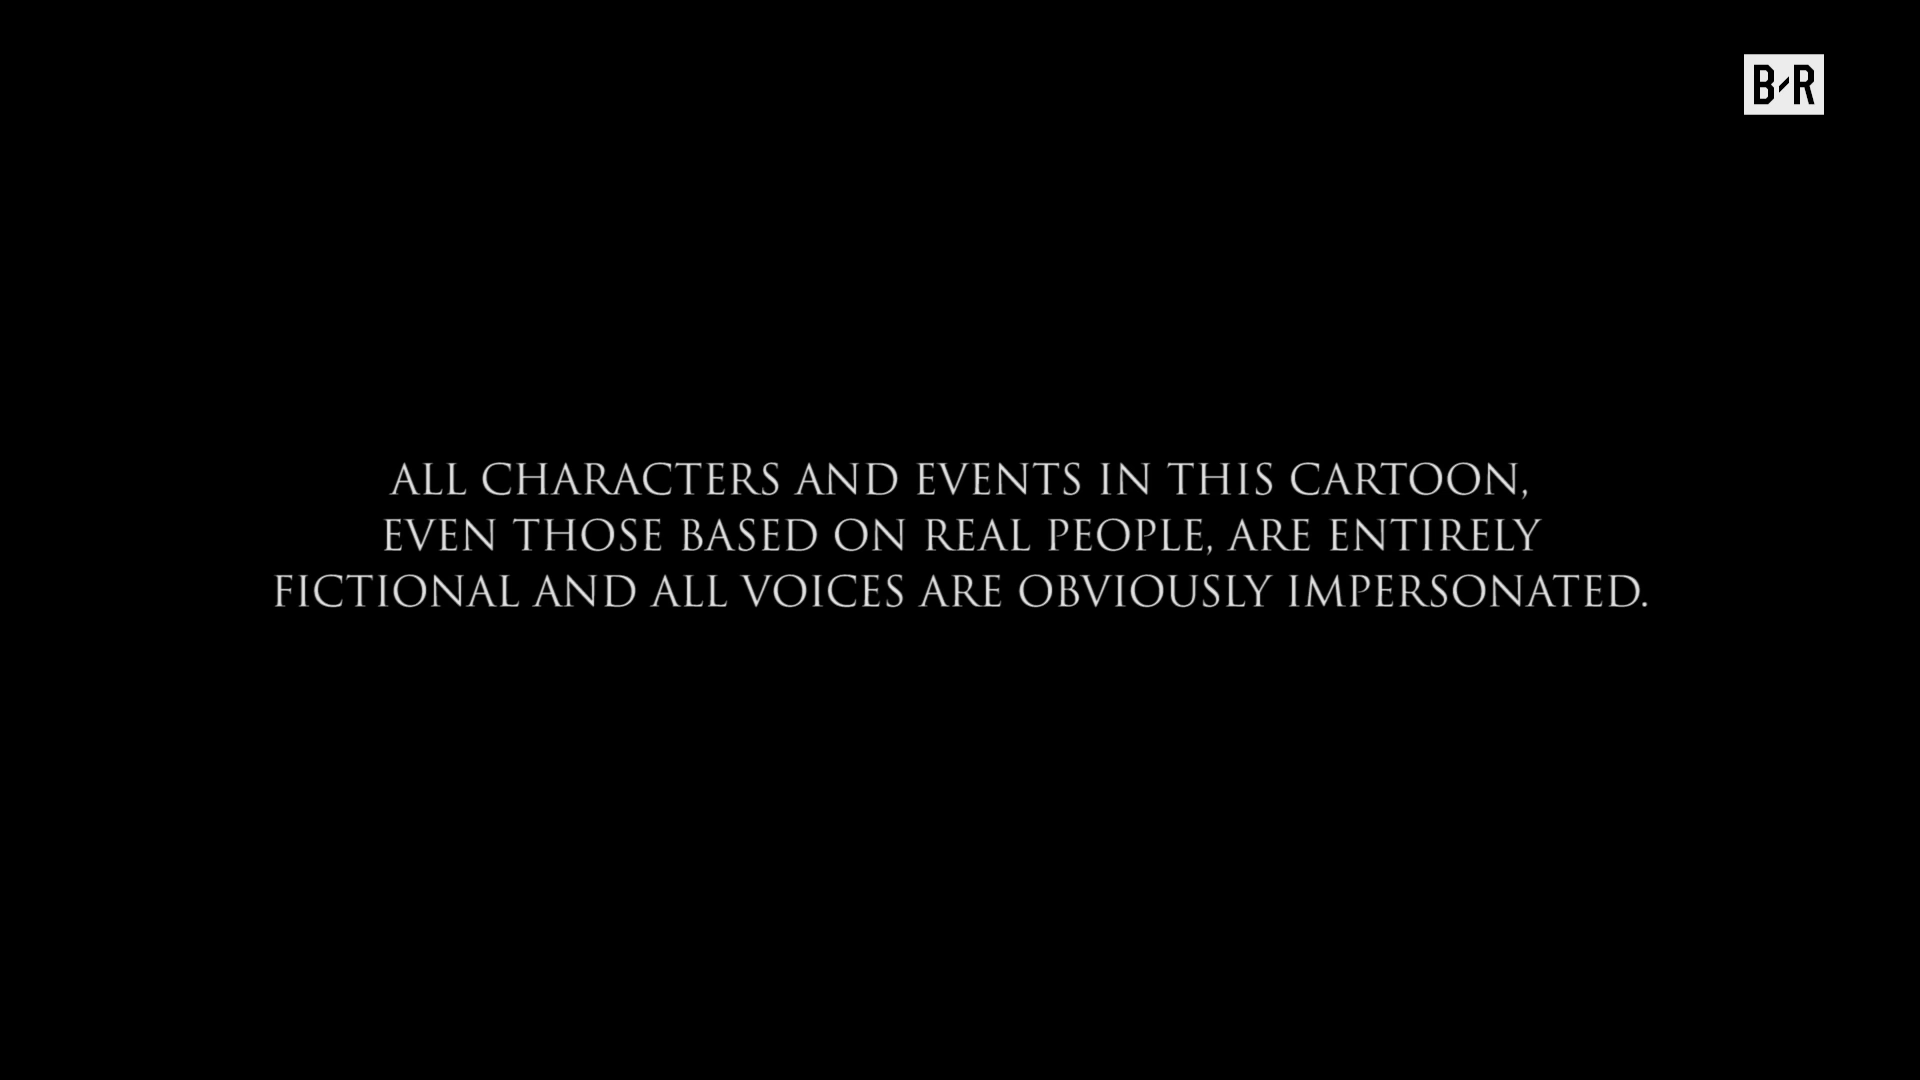 B/R
ALL CHARACTERS AND EVENTS IN THIS CARTOON,
EVEN THOSE BASED ON REAL PEOPLE, ARE ENTIRELY
FICTIONAL AND ALL VOICES ARE OBVIOUSLY IMPERSONATED.